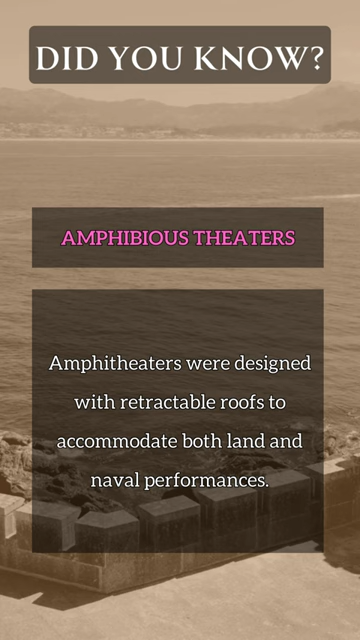 DID YOU KNOW?
AMPHIBIOUS THEATERS
Amphitheaters were designed
with retractable roofs to
accommodate both land and
naval performances.